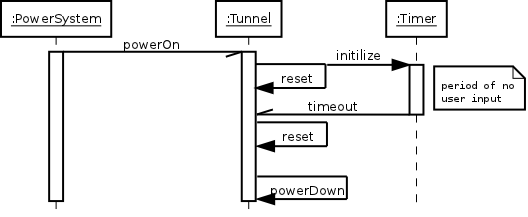 :PowerSystem
:Tunnel
:Timer
powerOn
initilize
reset
period of no
user input
timeout
reset
powerDown